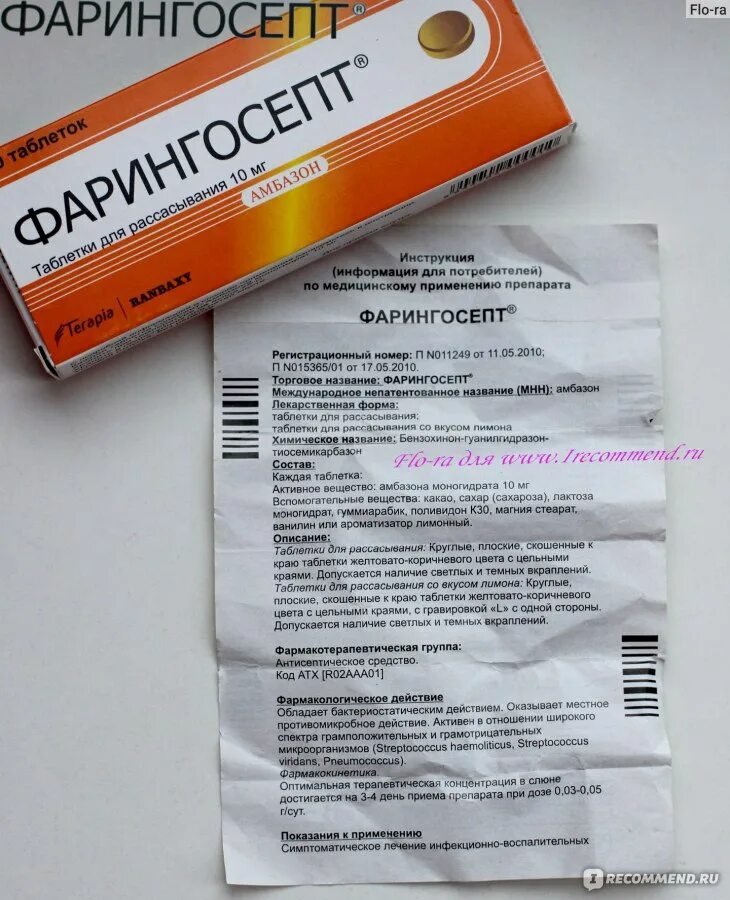 Flo-ra
ФАРИНГОСЕПТ®
таблеток
ФАРИНГОСЕПТ®
Таблетки для рассасывания 10 мг
АМБАЗОН
Terapia | RANBAXY
Инструкция
(информация для потребителей)
по медицинскому применению препарата
ФАРИНГОСЕПТ®
Регистрационный номер: П N011249 от 11.05.2010;
П N015365/01 от 17.05.2010.
Торговое название: ФАРИНГОСЕПТ®
Международное непатентованное название (МНН): амбазон
Лекарственная форма:
таблетки для рассасывания;
таблетки для рассасывания со вкусом лимона
Химическое название: Бензохинон-гуанилгидразон-
тиосемикарбазон
Flo-ra для www.Irecommend.ru
Состав:
Каждая таблетка:
Активное вещество: амбазона моногидрата 10 мг
Вспомогательные вещества: какао, сахар (сахароза), лактоза
моногидрат, гуммиарабик, поливидон К30, магния стеарат,
ванилин или ароматизатор лимонный.
Описание:
Таблетки для рассасывания: Круглые, плоские, скошенные к
краю таблетки желтовато-коричневого цвета с цельными
краями. Допускается наличие светлых и темных вкраплений.
Таблетки для рассасывания со вкусом лимона: Круглые,
плоские, скошенные к краю таблетки желтовато-коричневого
цвета с цельными краями, с гравировкой «L» с одной стороны.
Допускается наличие светлых и темных вкраплений.
Фармакотерапевтическая группа:
Антисептическое средство.
Код АТХ [R02AAA01]
Фармакологическое действие
Обладает бактериостатическим действием. Оказывает местное
противомикробное действие. Активен в отношении широкого
спектра грамположительных и грамотрицательных
микроорганизмов (Streptococcus haemoliticus, Streptococcus
viridans, Pneumococcus).
Фармакокинетика.
Оптимальная терапевтическая концентрация в слюне
достигается на 3-4 день приема препарата при дозе 0,03-0,05
г/сут.
Показания к применению
Симптоматическое лечение инфекционно-воспалительных
IRECOMMEND.RU